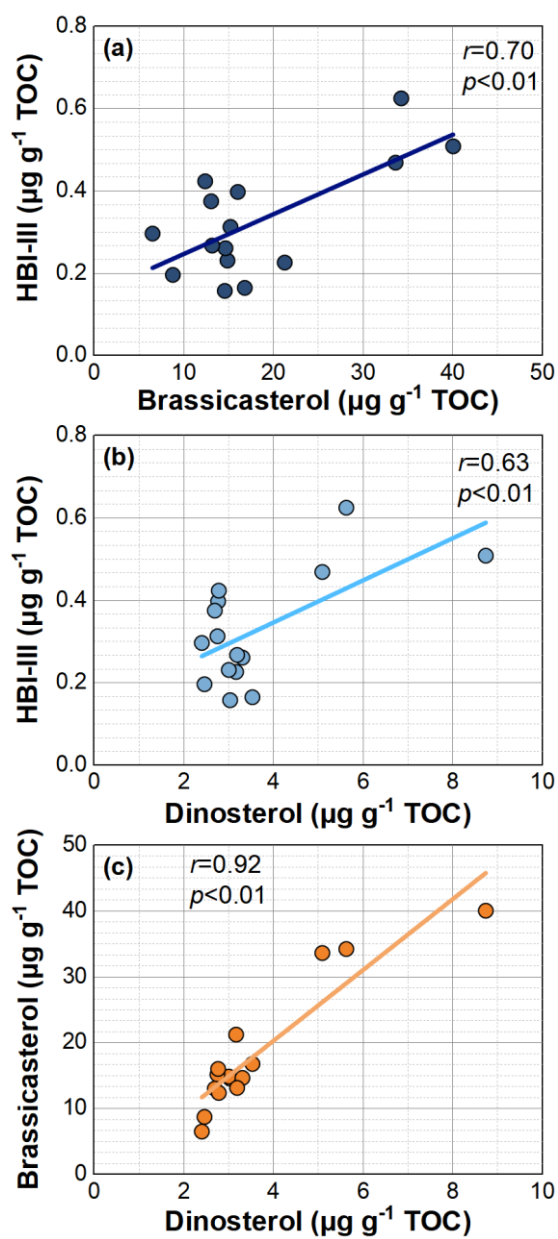 (a)
r=0.70
p<0.01
0.8
0.6
0.4
0.2
0.0
HBI-III (µg g⁻¹ TOC)
0 10 20 30 40 50
Brassicasterol (µg g⁻¹ TOC)
(b)
r=0.63
p<0.01
0.8
0.6
0.4
0.2
0.0
HBI-III (µg g⁻¹ TOC)
0 2 4 6 8 10
Dinosterol (µg g⁻¹ TOC)
(c)
r=0.92
p<0.01
50
40
30
20
10
0
Brassicasterol (µg g⁻¹ TOC)
0 2 4 6 8 10
Dinosterol (µg g⁻¹ TOC)